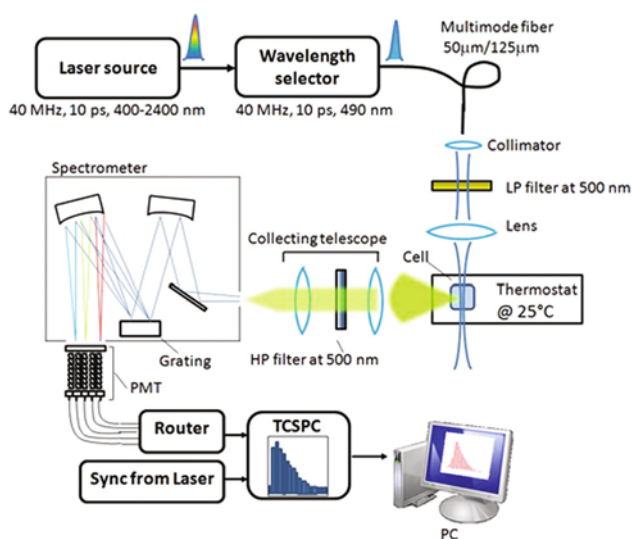 Multimode fiber
50µm/125µm
Laser source
Wavelength
selector
40 MHz, 10 ps, 400-2400 nm
40 MHz, 10 ps, 490 nm
Collimator
Spectrometer
LP filter at 500 nm
Collecting telescope
Lens
Cell
Thermostat
@ 25°C
Grating
HP filter at 500 nm
PMT
Router
TCSPC
Sync from Laser
PC